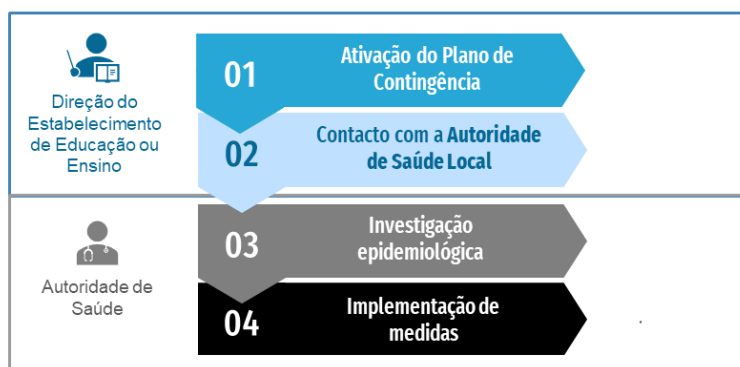 Direção do
Estabelecimento
de Educação ou
Ensino
01
Ativação do Plano de
Contingência
02
Contacto com a Autoridade
de Saúde Local
Autoridade de
Saúde
03
Investigação
epidemiológica
04
Implementação de
medidas
.